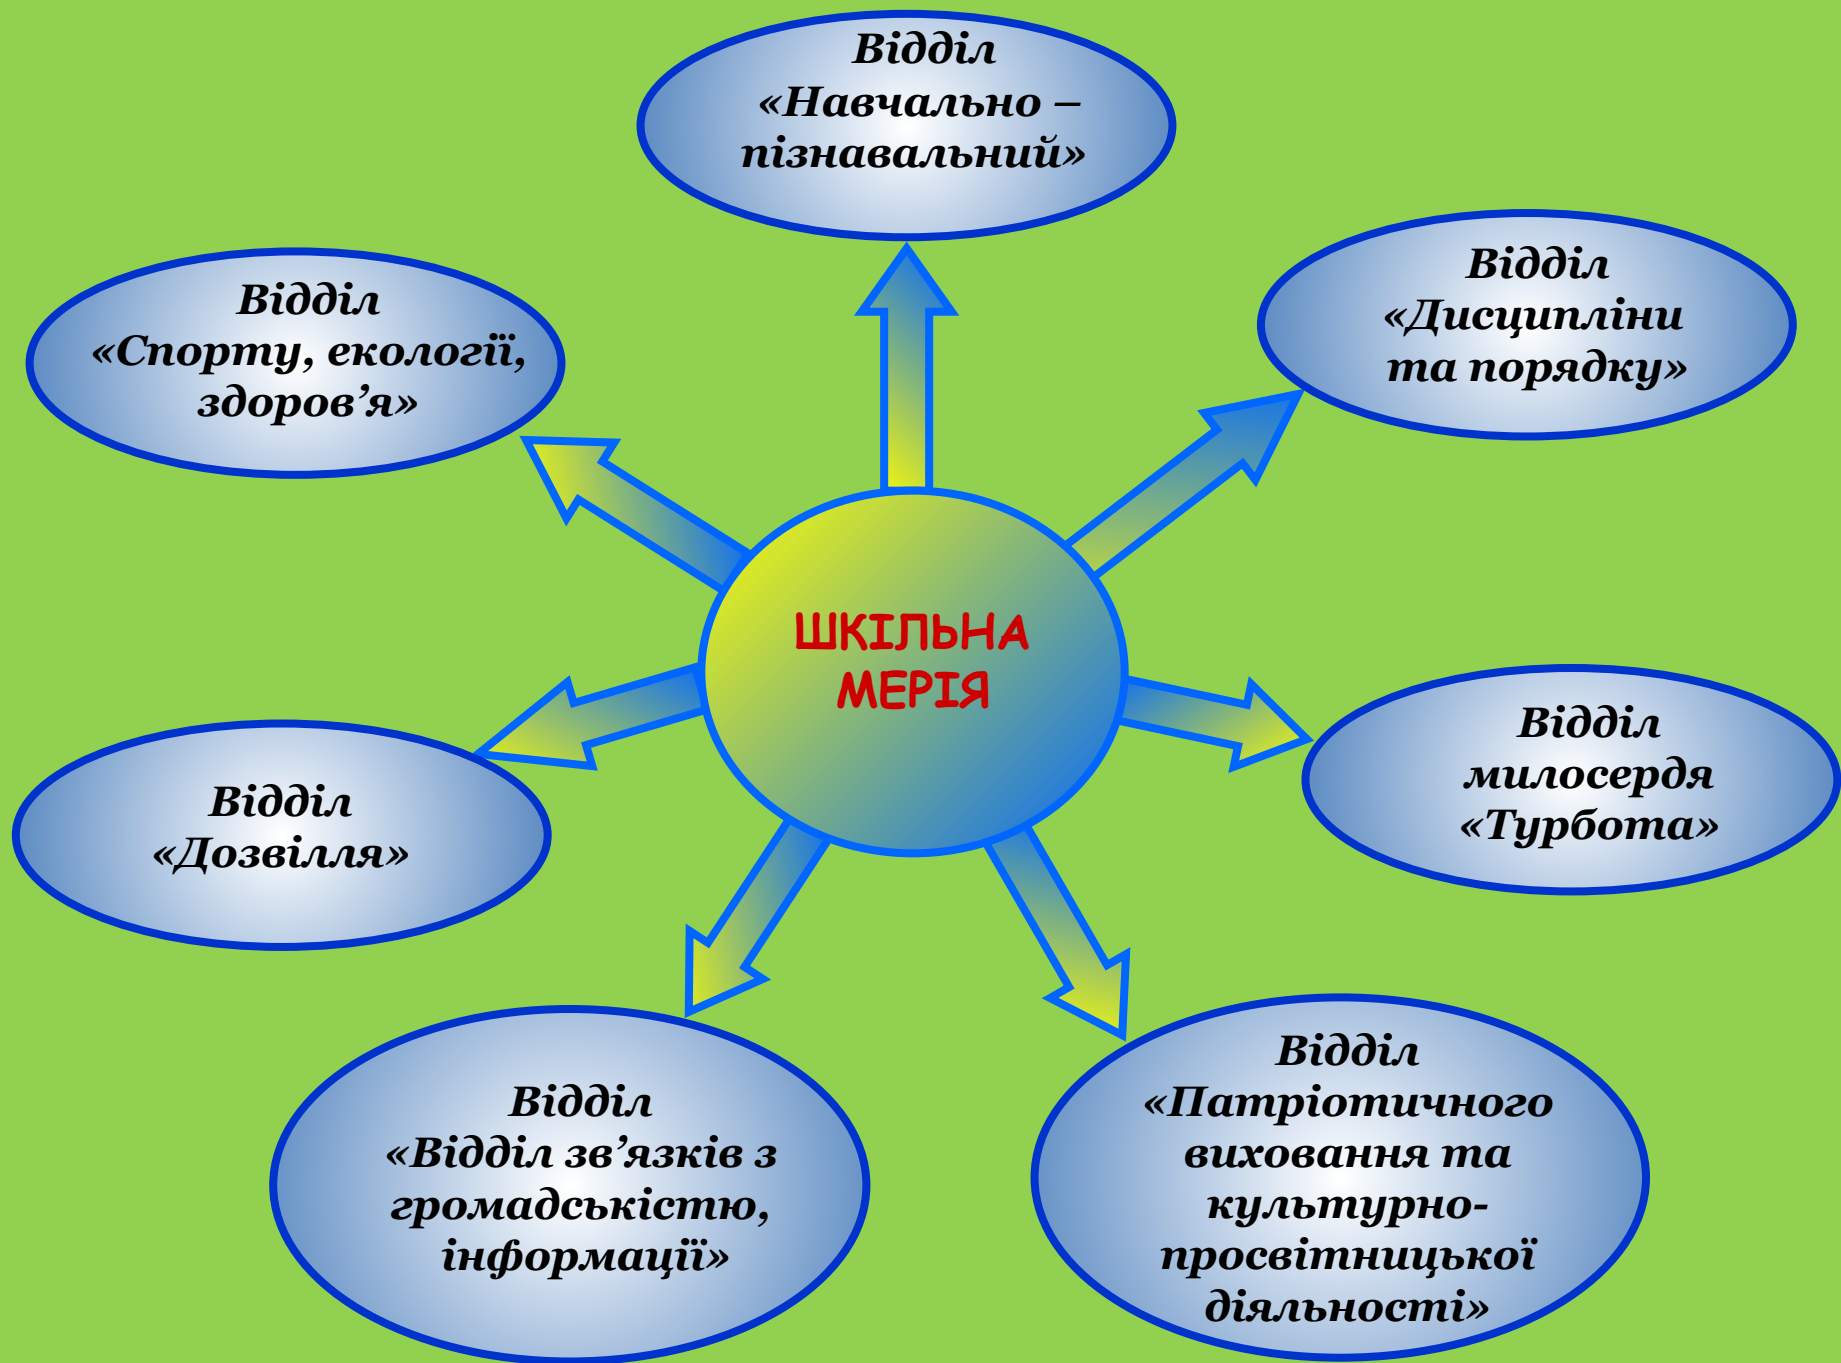 Відділ
«Навчально –
пізнавальний»
Відділ
«Дисципліни
та порядку»
Відділ
«Спорту, екології,
здоров’я»
ШКІЛЬНА
МЕРІЯ
Відділ
милосердя
«Турбота»
Відділ
«Дозвілля»
Відділ
«Відділ зв’язків з
громадськістю,
інформації»
Відділ
«Патріотичного
виховання та
культурно-
просвітницької
діяльності»